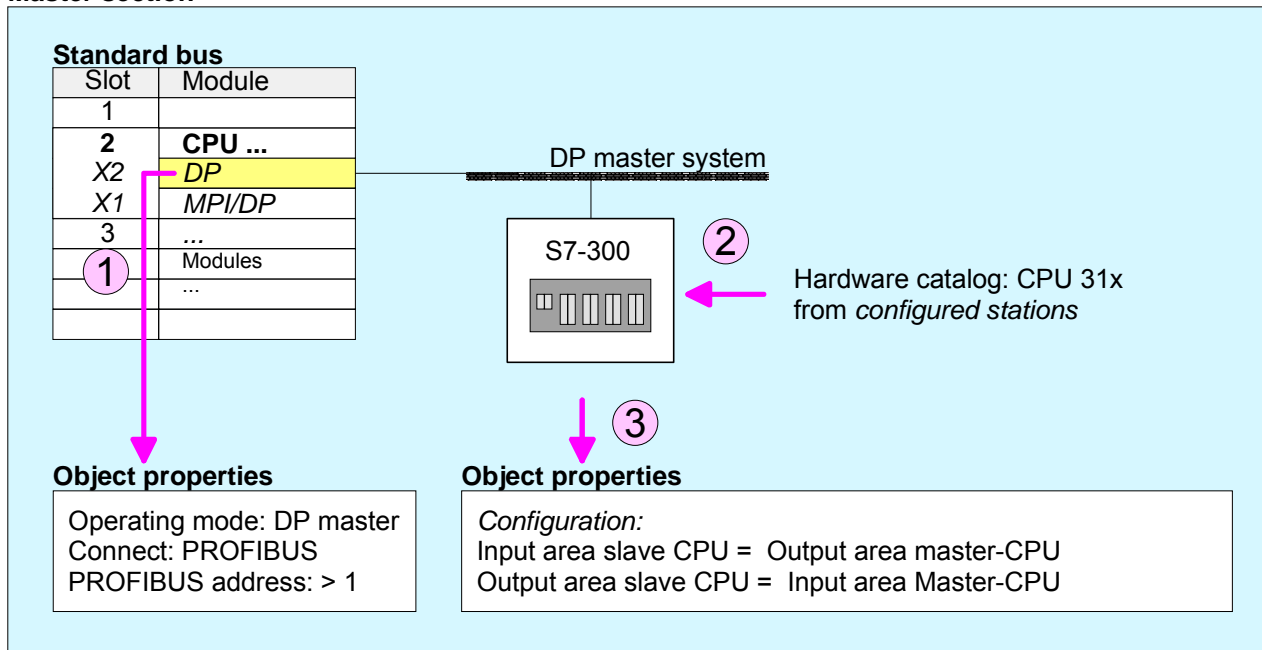 Master section
Standard bus
Slot Module
1
2 CPU ...
X2 DP
X1 MPI/DP
3 ...
Modules
...
1
DP master system
S7-300
2
Hardware catalog: CPU 31x
from configured stations
3
Object properties
Operating mode: DP master
Connect: PROFIBUS
PROFIBUS address: > 1
Object properties
Configuration:
Input area slave CPU = Output area master-CPU
Output area slave CPU = Input area Master-CPU